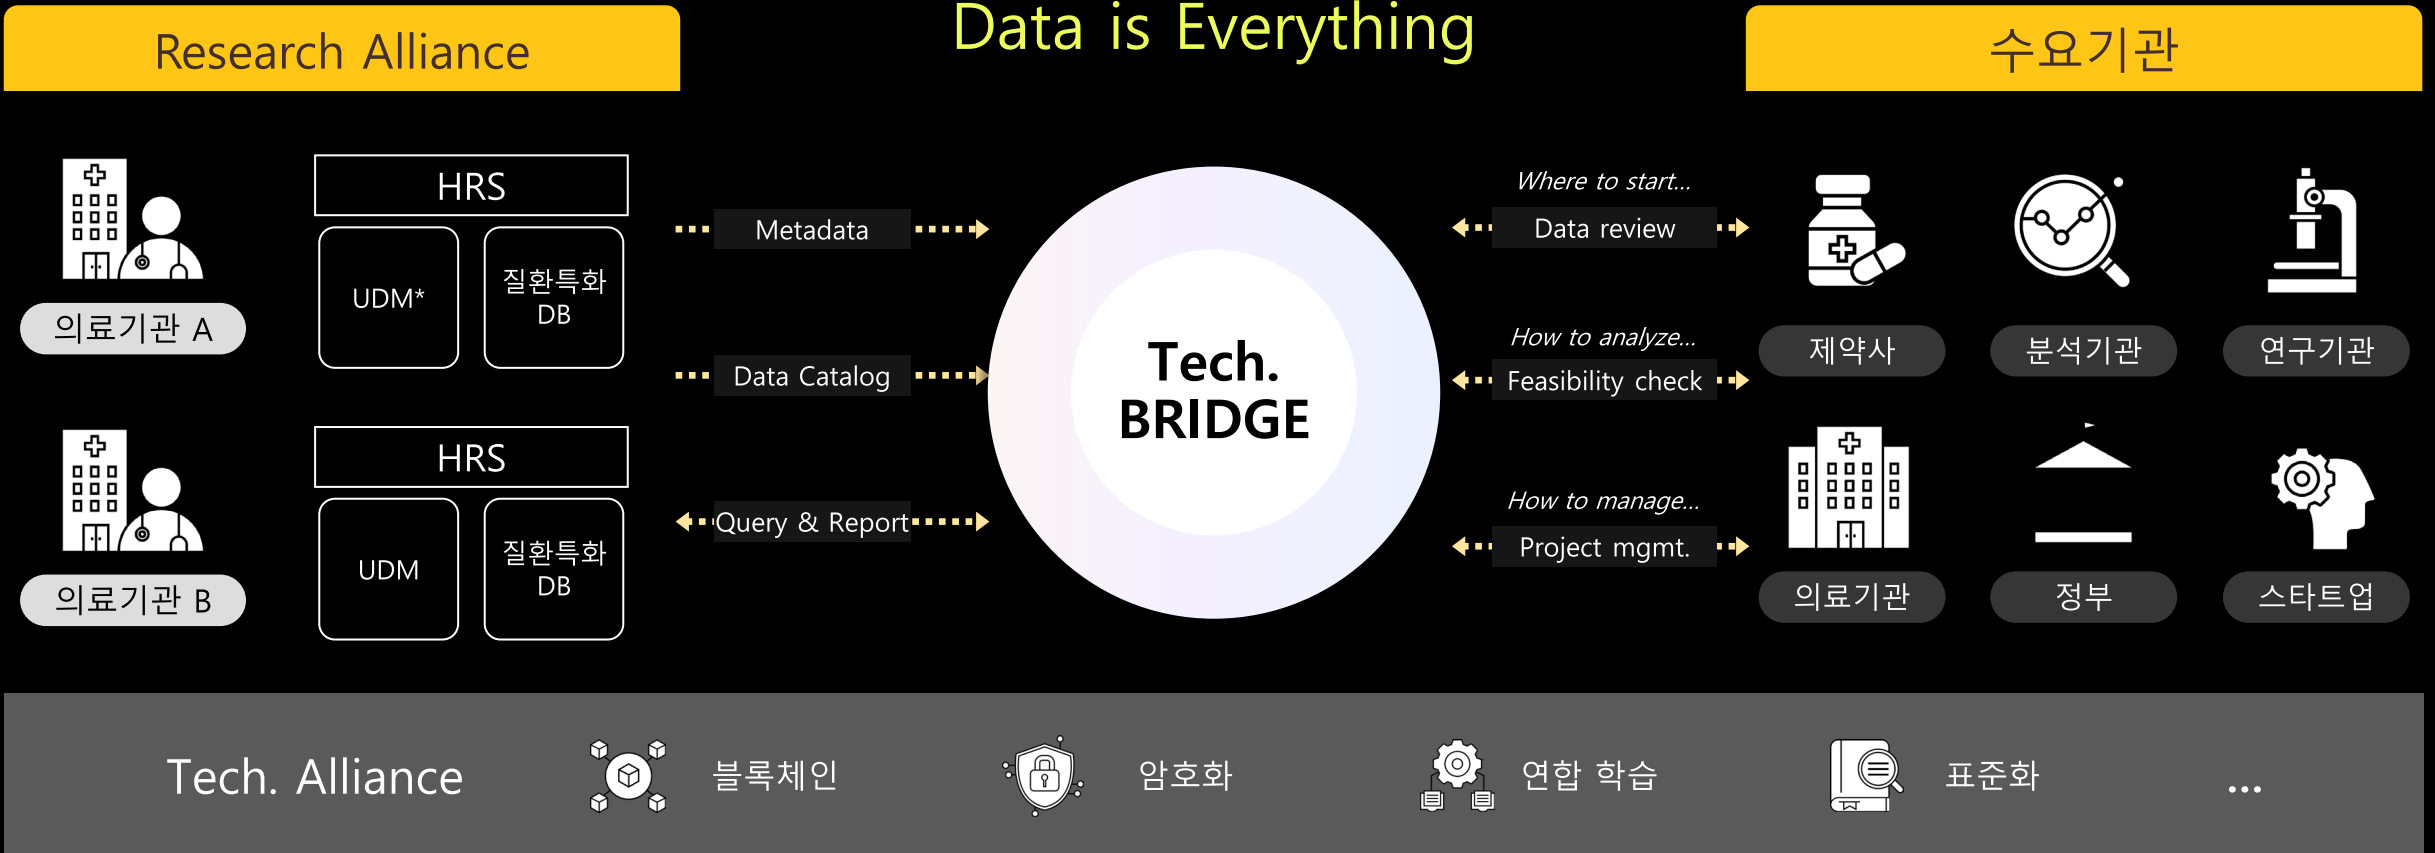 Research Alliance
Data is Everything
수요기관
HRS
UDM*
질환특화
DB
의료기관 A
HRS
UDM
질환특화
DB
의료기관 B
Metadata
Data Catalog
Query & Report
Tech.
BRIDGE
Where to start...
Data review
How to analyze...
Feasibility check
How to manage...
Project mgmt.
제약사
분석기관
연구기관
의료기관
정부
스타트업
Tech. Alliance
블록체인
암호화
연합 학습
표준화
...